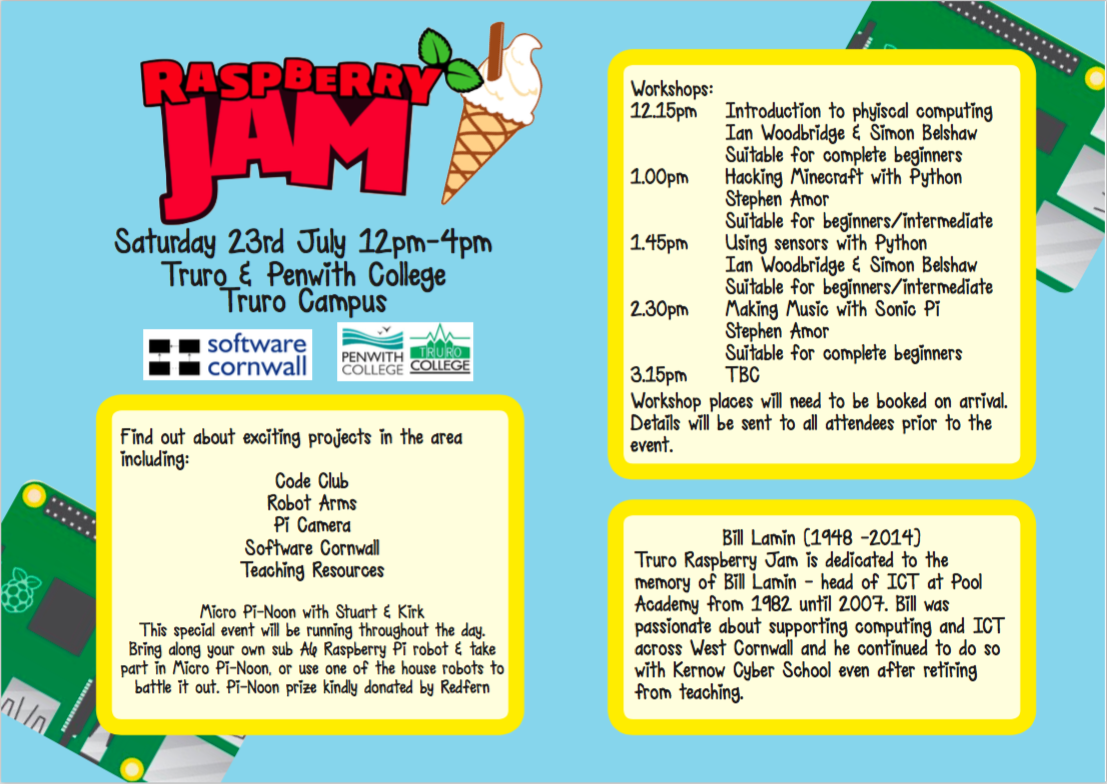 RASPBERRY
JAM
Saturday 23rd July 12pm-4pm
Truro & Penwith College
Truro Campus
software
cornwall
PENWITH
COLLEGE
TRURO
COLLEGE
Find out about exciting projects in the area
including:
Code Club
Robot Arms
Pi Camera
Software Cornwall
Teaching Resources
Micro Pi-Noon with Stuart & Kirk
This special event will be running throughout the day.
Bring along your own sub A6 Raspberry Pi robot & take
part in Micro Pi-Noon, or use one of the house robots to
battle it out. Pi-Noon prize kindly donated by Redfern
Workshops:
12.15pm Introduction to phyiscal computing
Ian Woodbridge & Simon Belshaw
Suitable for complete beginners
1.00pm Hacking Minecraft with Python
Stephen Amor
Suitable for beginners/intermediate
1.45pm Using sensors with Python
Ian Woodbridge & Simon Belshaw
Suitable for beginners/intermediate
2.30pm Making Music with Sonic Pi
Stephen Amor
Suitable for complete beginners
3.15pm TBC
Workshop places will need to be booked on arrival.
Details will be sent to all attendees prior to the
event.
Bill Lamin (1948 -2014)
Truro Raspberry Jam is dedicated to the
memory of Bill Lamin - head of ICT at Pool
Academy from 1982 until 2007. Bill was
passionate about supporting computing and ICT
across West Cornwall and he continued to do so
with Kernow Cyber School even after retiring
from teaching.